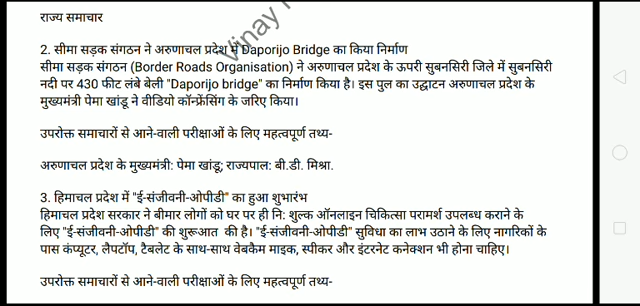 राज्य समाचार
2. सीमा सड़क संगठन ने अरुणाचल प्रदेश में Daporijo Bridge का किया निर्माण
सीमा सड़क संगठन (Border Roads Organisation) ने अरुणाचल प्रदेश के ऊपरी सुबनसिरी जिले में सुबनसिरी
नदी पर 430 फीट लंबे बेली "Daporijo bridge" का निर्माण किया है। इस पुल का उद्घाटन अरुणाचल प्रदेश के
मुख्यमंत्री पेमा खांडू ने वीडियो कॉन्फ्रेंसिंग के जरिए किया।
उपरोक्त समाचारों से आने-वाली परीक्षाओं के लिए महत्वपूर्ण तथ्य-
अरुणाचल प्रदेश के मुख्यमंत्री: पेमा खांडू; राज्यपाल: बी.डी. मिश्रा.
3. हिमाचल प्रदेश में "ई-संजीवनी-ओपीडी" का हुआ शुभारंभ
हिमाचल प्रदेश सरकार ने बीमार लोगों को घर पर ही नि: शुल्क ऑनलाइन चिकित्सा परामर्श उपलब्ध कराने के
लिए "ई-संजीवनी-ओपीडी" की शुरूआत की है। "ई-संजीवनी-ओपीडी" सुविधा का लाभ उठाने के लिए नागरिकों के
पास कंप्यूटर, लैपटॉप, टैबलेट के साथ-साथ वेबकैम माइक, स्पीकर और इंटरनेट कनेक्शन भी होना चाहिए।
उपरोक्त समाचारों से आने-वाली परीक्षाओं के लिए महत्वपूर्ण तथ्य-
Vinay